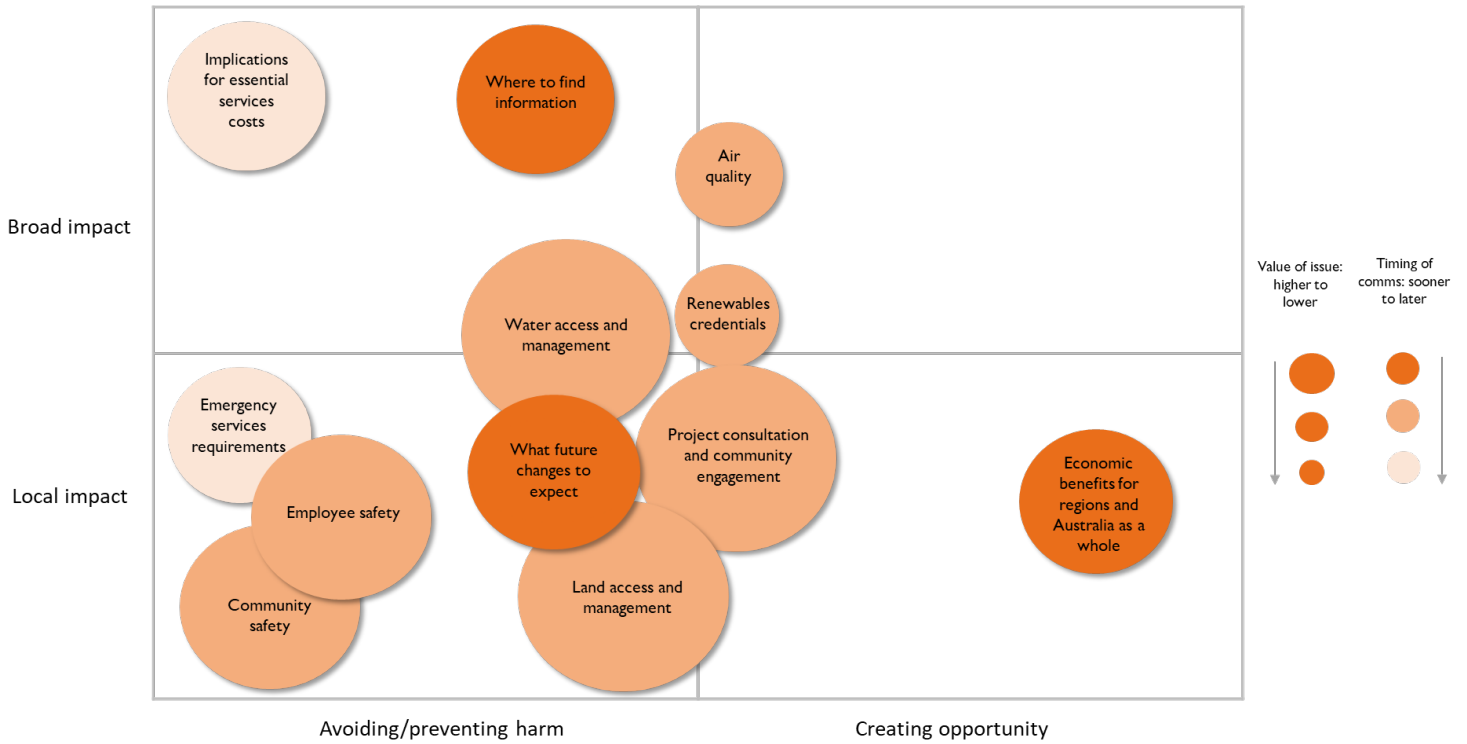 Implications
for essential
services
costs
Where to find
information
Air
quality
Broad impact
Water access and
management
Renewables
credentials
Value of issue:
higher to
lower
Timing of
comms: sooner
to later
Emergency
services
requirements
Employee safety
Community
safety
What future
changes to
expect
Project consultation
and community
engagement
Land access and
management
Economic
benefits for
regions and
Australia as a
whole
Local impact
Avoiding/preventing harm
Creating opportunity